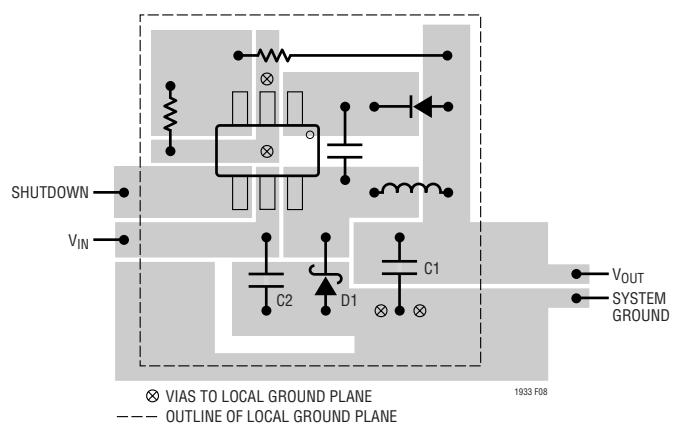 SHUTDOWN
VIN
C2
D1
C1
VOUT
SYSTEM
GROUND
VIAS TO LOCAL GROUND PLANE
OUTLINE OF LOCAL GROUND PLANE
1933 F08